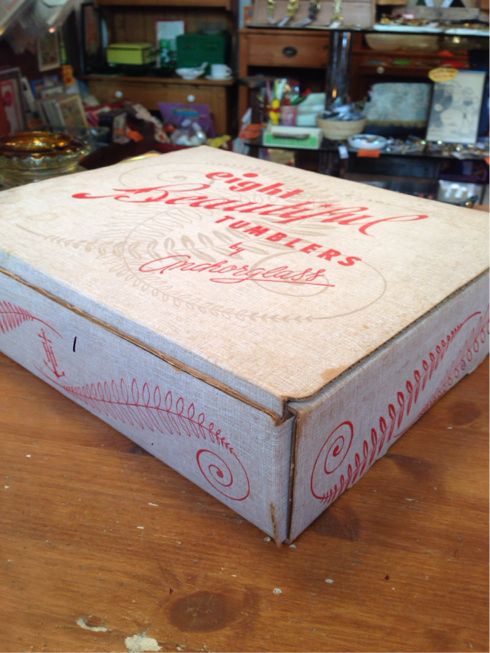 eight
Beautiful
TUMBLERS
by
Anchorglass